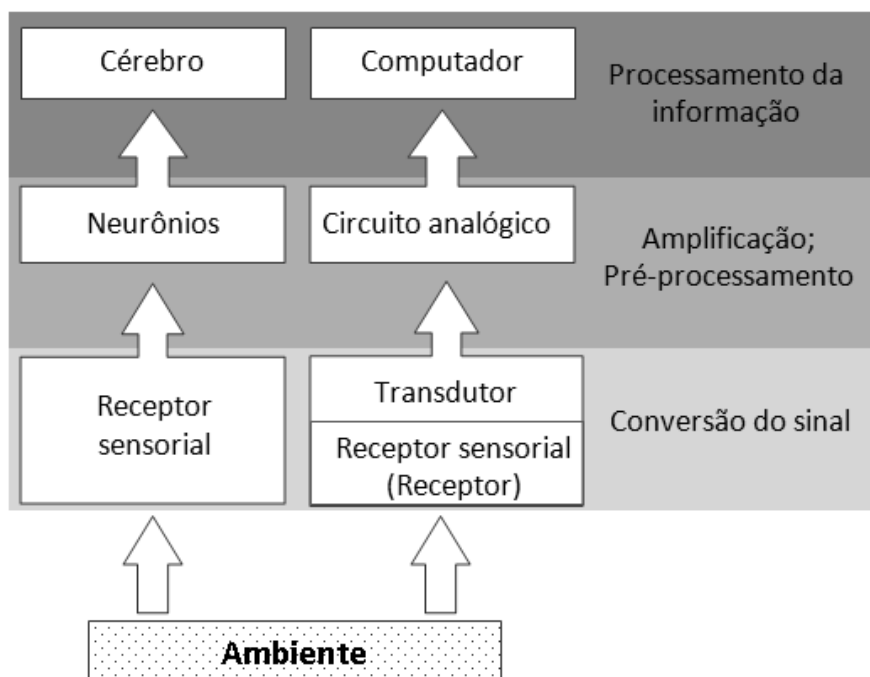 Cérebro
Computador
Processamento da
informação
Neurônios
Circuito analógico
Amplificação;
Pré-processamento
Receptor
sensorial
Transdutor
Receptor sensorial
(Receptor)
Conversão do sinal
Ambiente